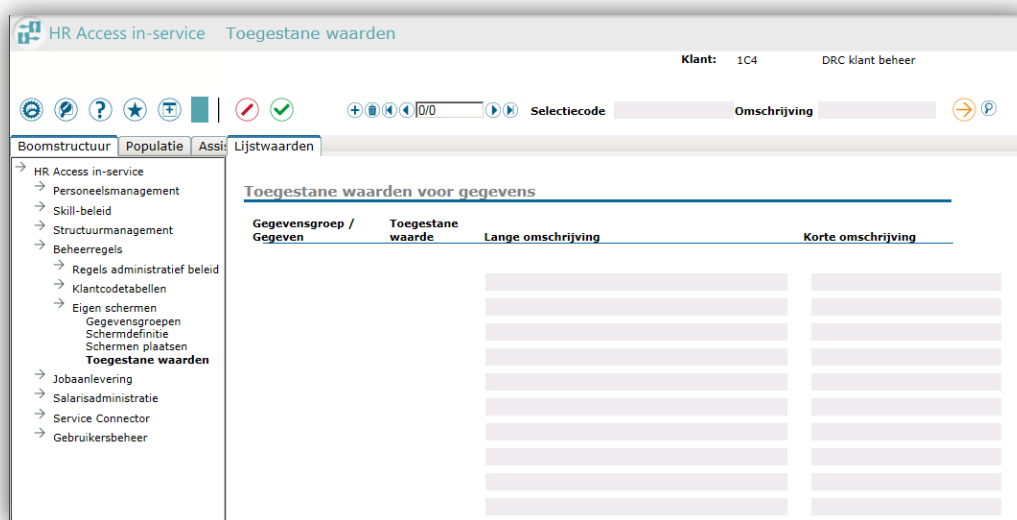 HR Access in-service Toegestane waarden
Klant: 1C4 DRC klant beheer
0/0 Selectiecode Omschrijving
Boomstructuur Populatie Assi Lijstwaarden
HR Access in-service
Personeelsmanagement
Skill-beleid
Structuurmanagement
Beheerregels
Regels administratief beleid
Klantcodetabellen
Eigen schermen
Gegevensgroepen
Schermdefinitie
Schermen plaatsen
Toegestane waarden
Jobaanlevering
Salarisadministratie
Service Connector
Gebruikersbeheer
Toegestane waarden voor gegevens
Gegevensgroep / Toegestane
Gegeven waarde Lange omschrijving Korte omschrijving